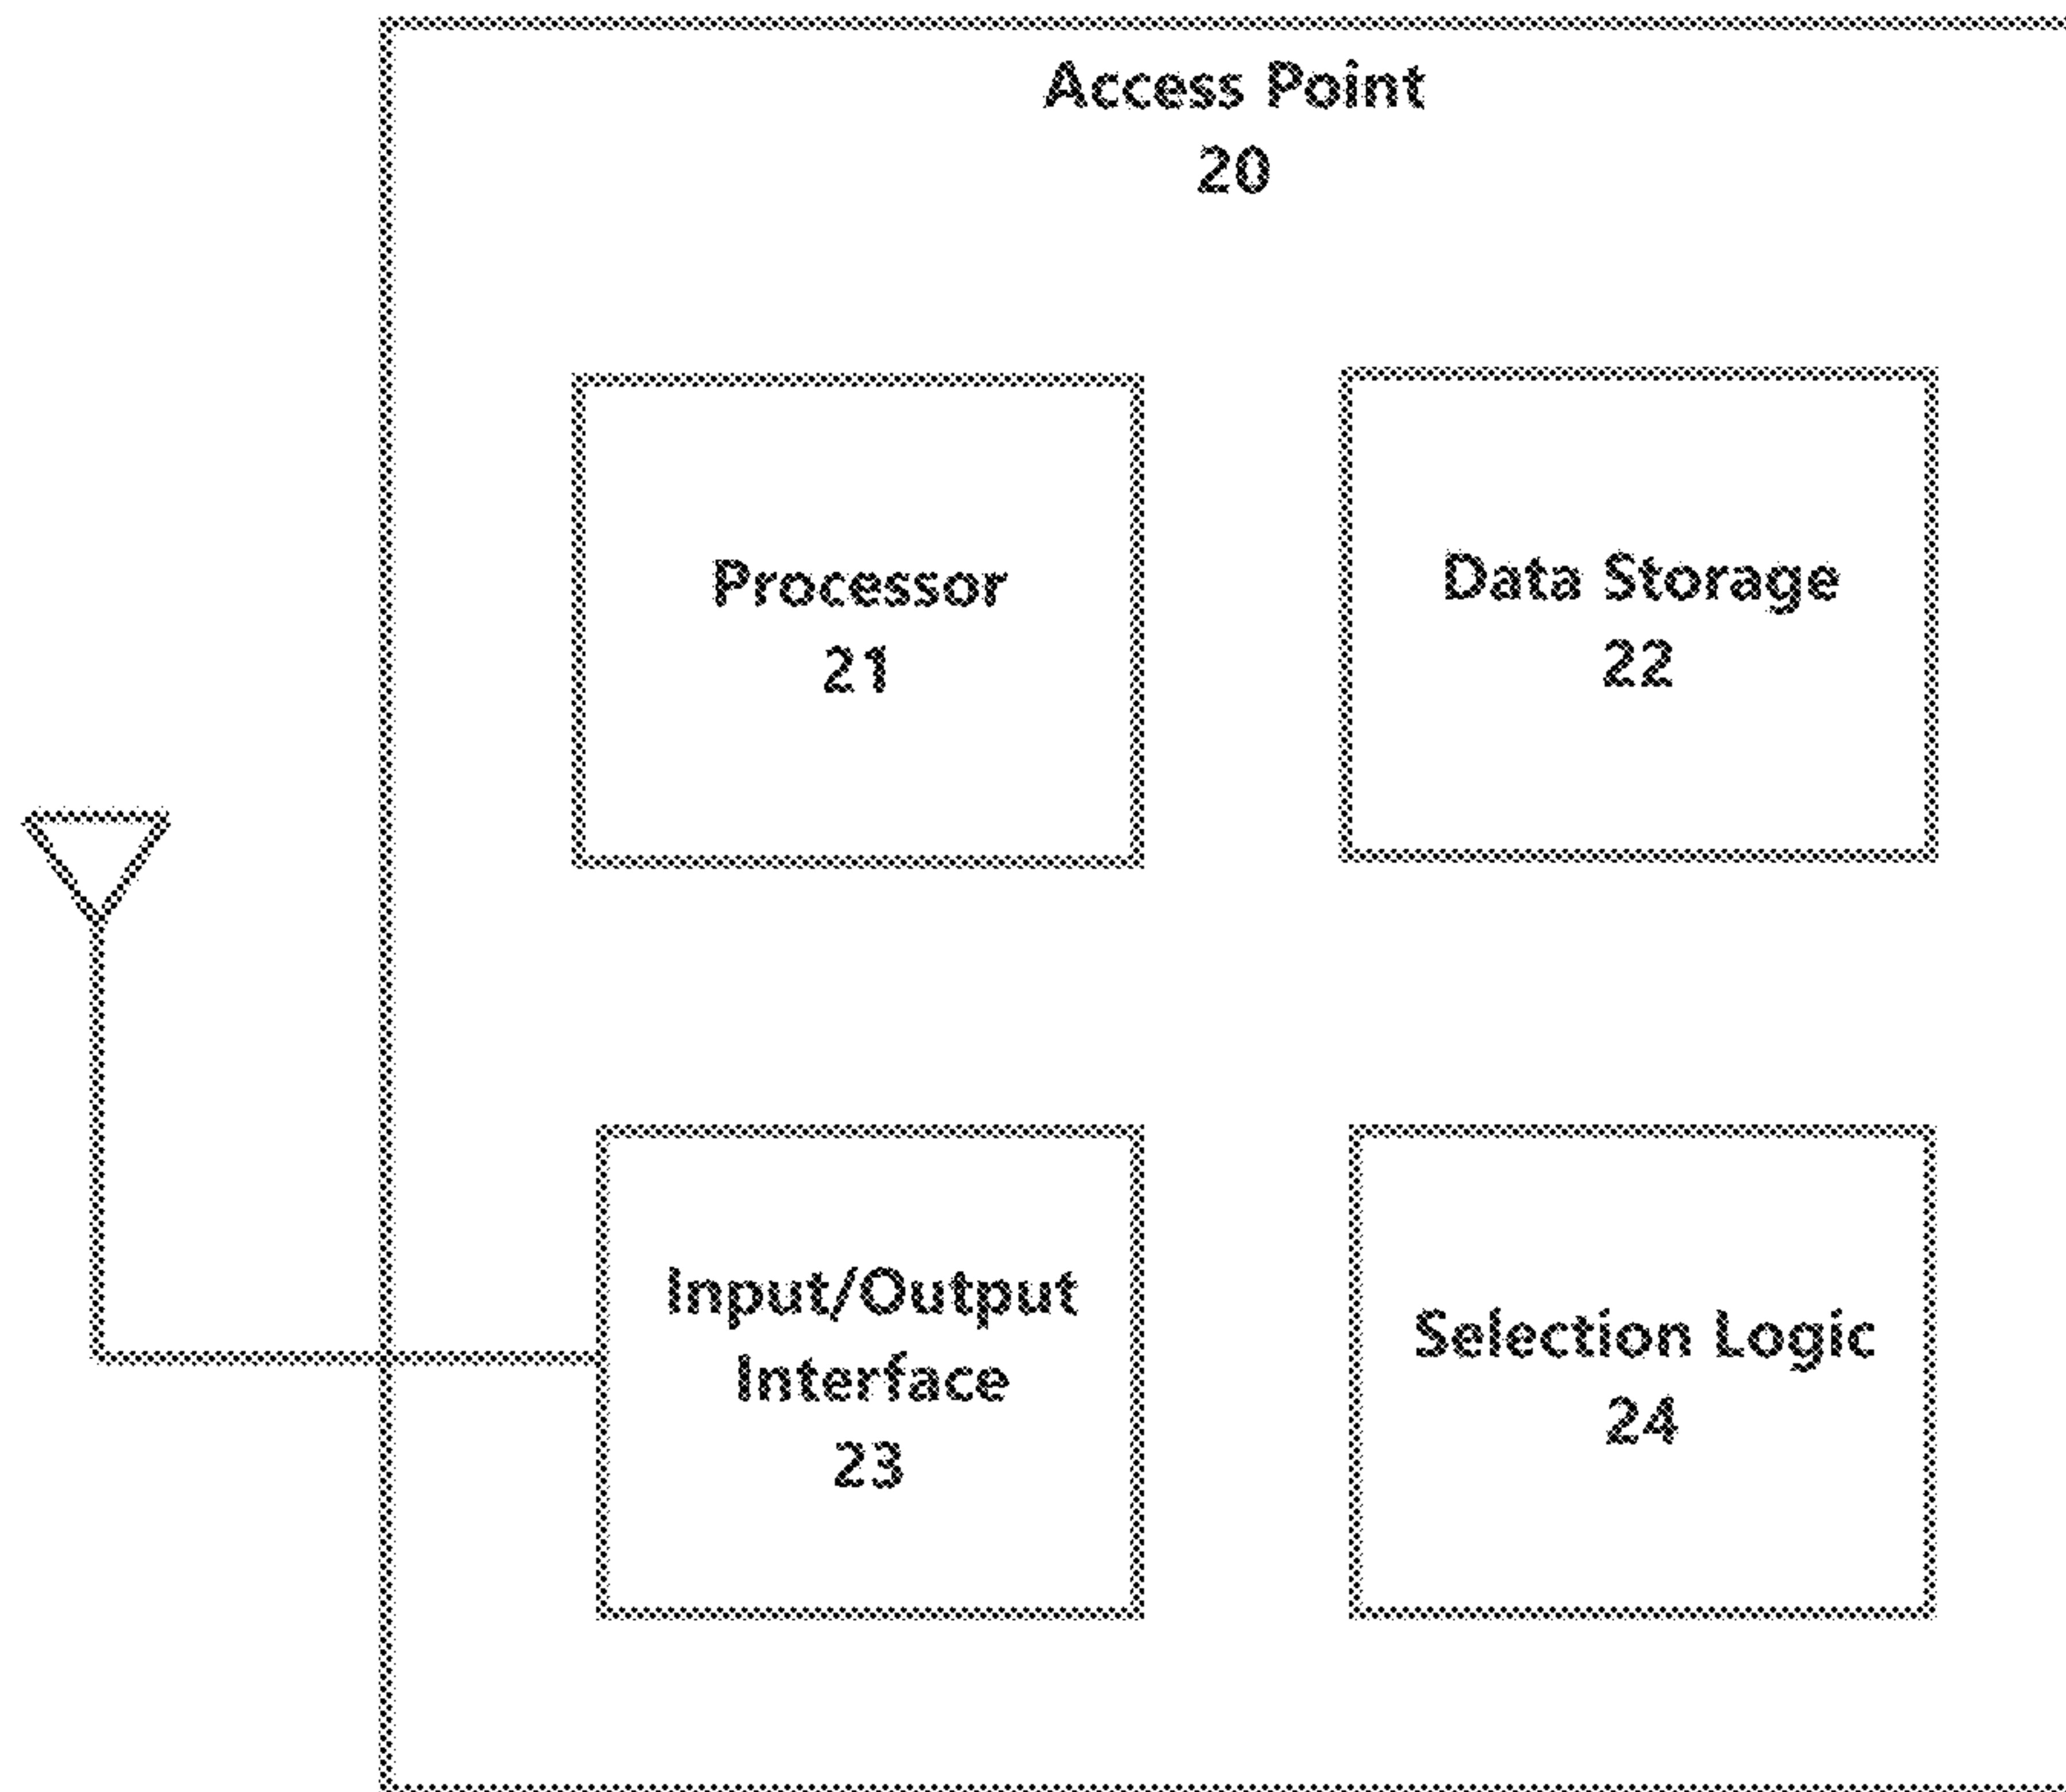 Access Point
20
Processor
21
Data Storage
22
Input/Output
Interface
23
Selection Logic
24